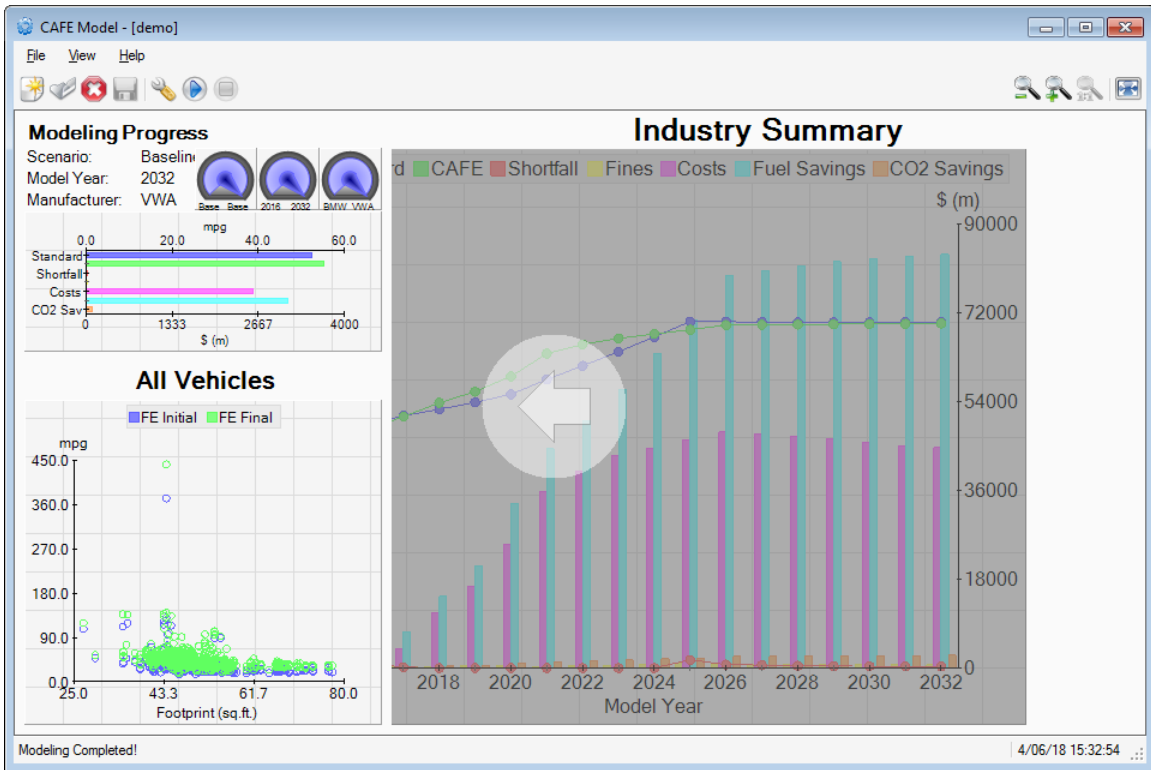 CAFE Model - [demo]
File View Help
Modeling Progress
Scenario: Baselin
Model Year: 2032
Manufacturer: VWA
Base Base 2016 2032 BMW VWA
mpg
0.0 20.0 40.0 60.0
Standard
Shortfall
Costs
CO2 Sav
0 1333 2667 4000
$ (m)
All Vehicles
FE Initial FE Final
mpg
450.0
360.0
270.0
180.0
90.0
0.0
25.0 43.3 61.7 80.0
Footprint (sq.ft.)
Industry Summary
rd CAFE Shortfall Fines Costs Fuel Savings CO2 Savings
$ (m)
90000
72000
54000
36000
18000
0
2018 2020 2022 2024 2026 2028 2030 2032
Model Year
Modeling Completed!
4/06/18 15:32:54